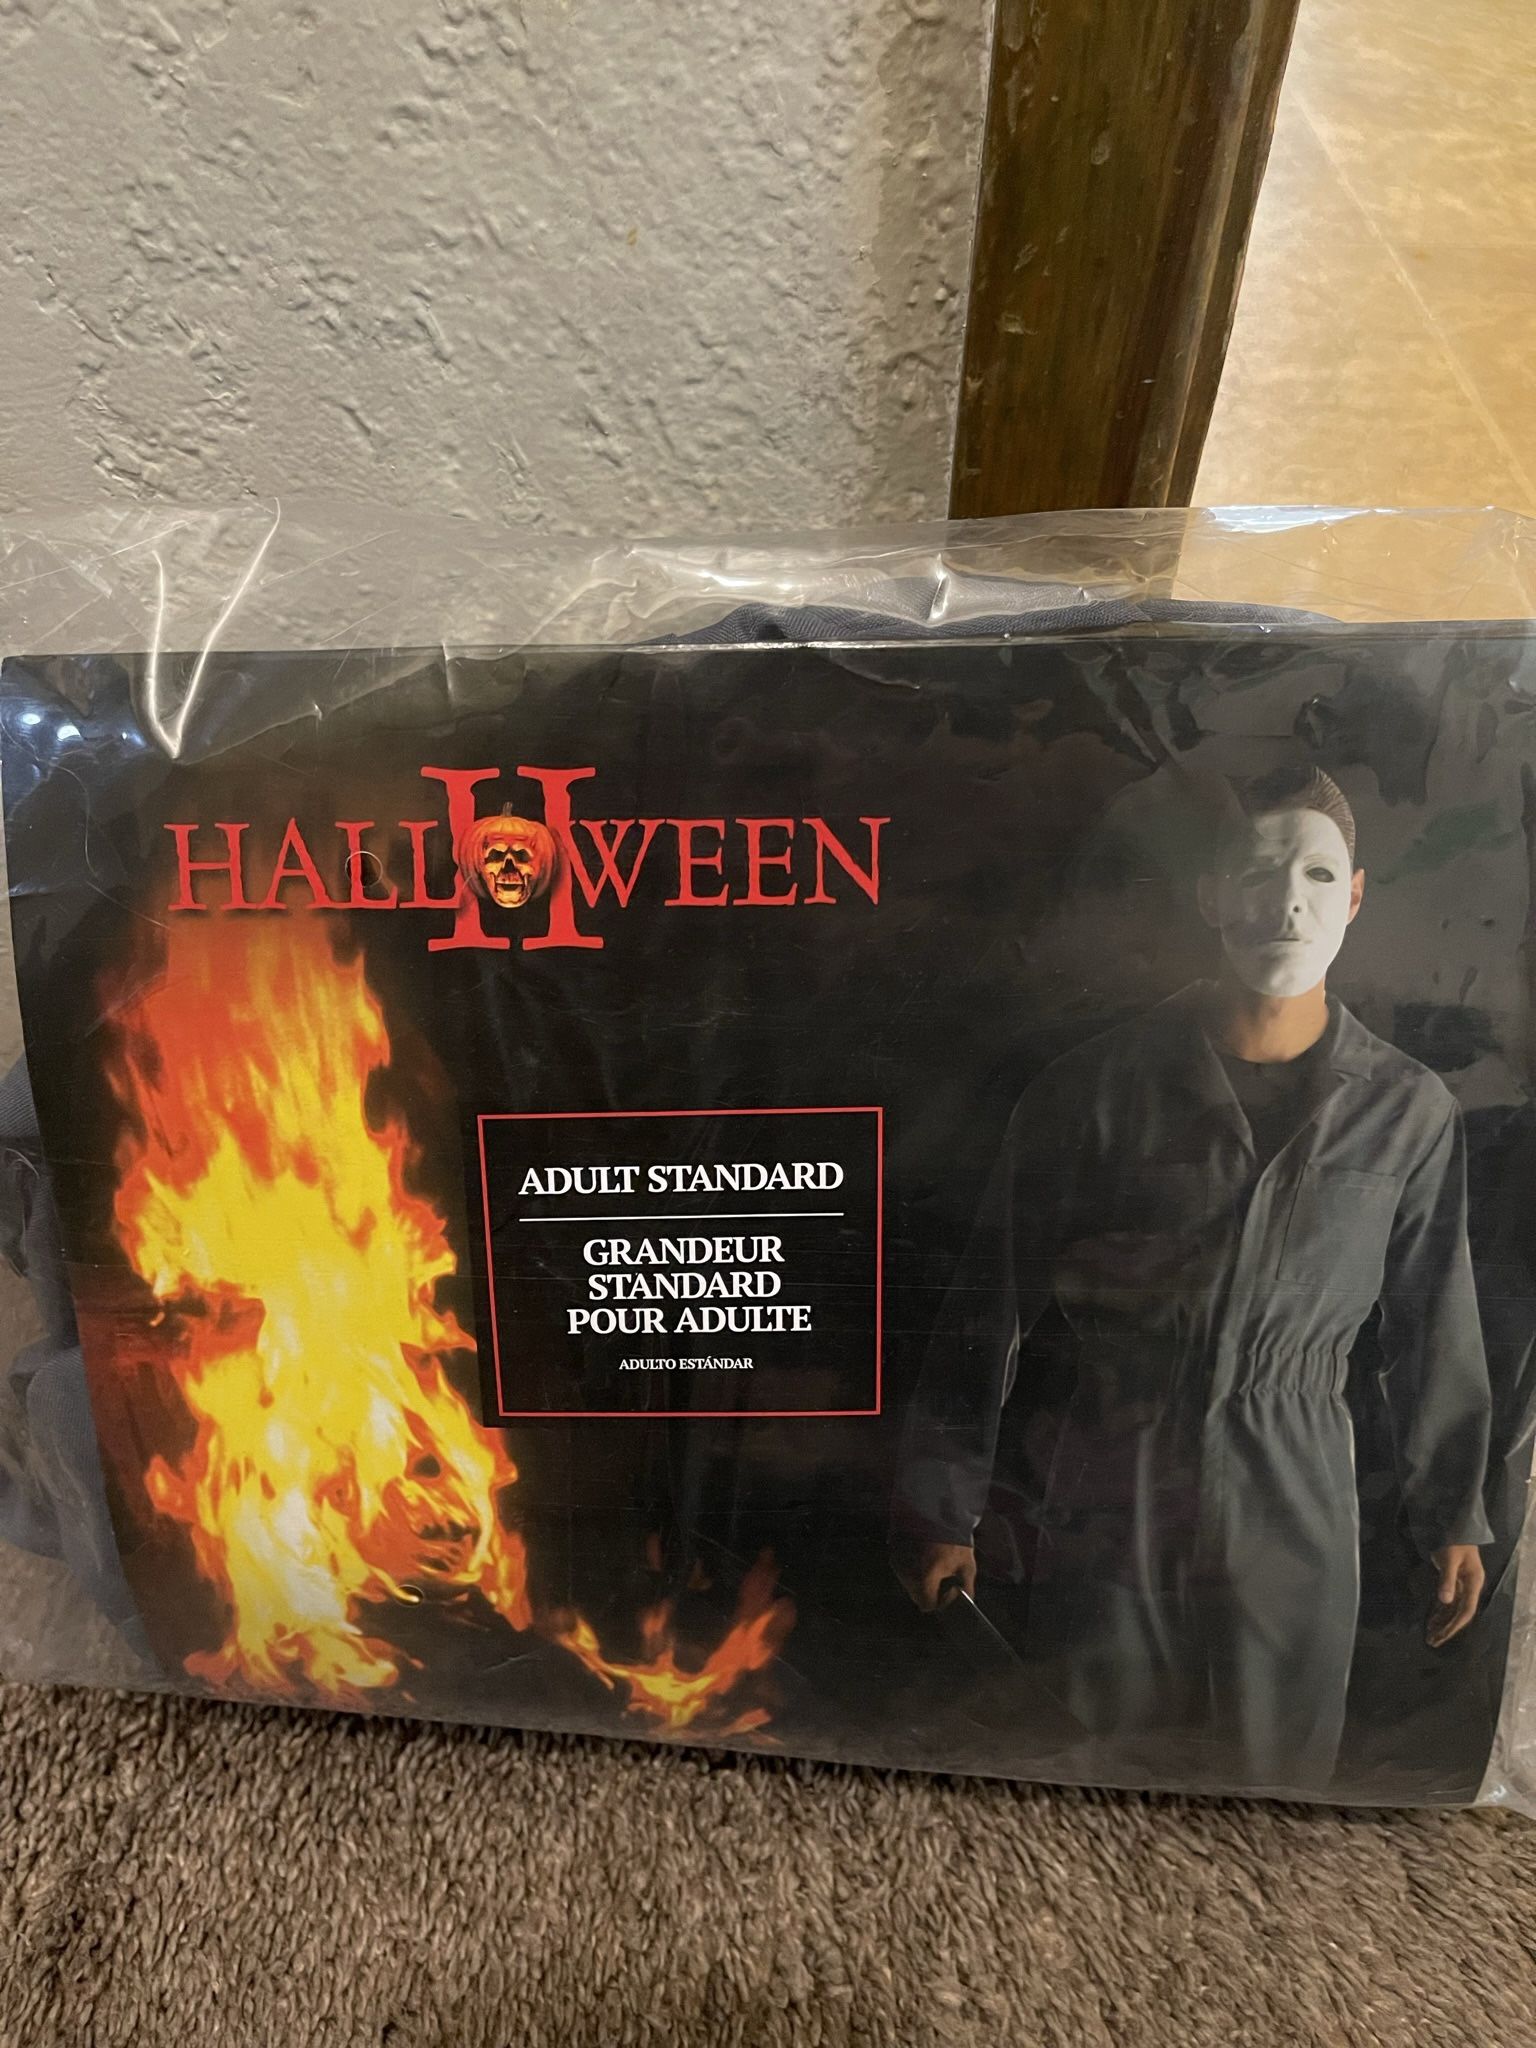 HALLOWEEN II
ADULT STANDARD
GRANDEUR
STANDARD
POUR ADULTE
ADULTO ESTÁNDAR